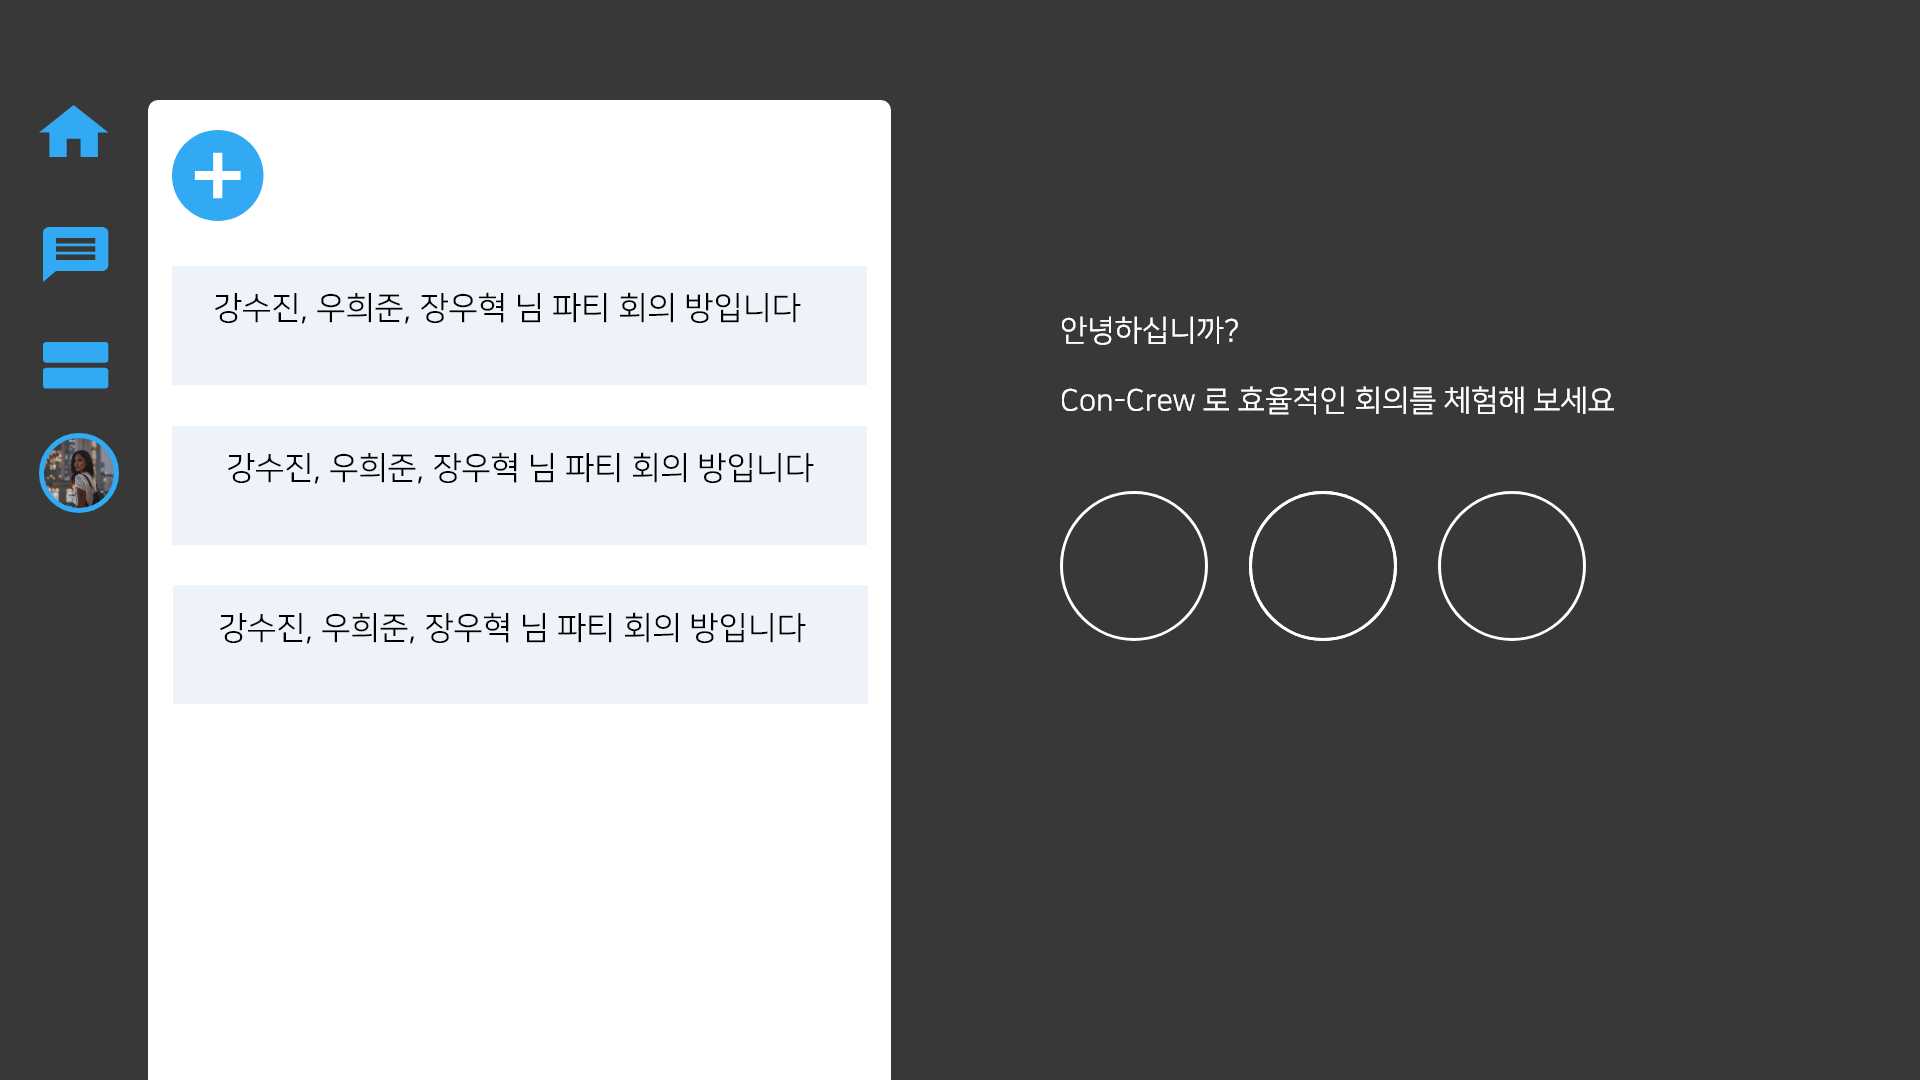 강수진, 우희준, 장우혁 님 파티 회의 방입니다
강수진, 우희준, 장우혁 님 파티 회의 방입니다
강수진, 우희준, 장우혁 님 파티 회의 방입니다
안녕하십니까?
Con-Crew 로 효율적인 회의를 체험해 보세요